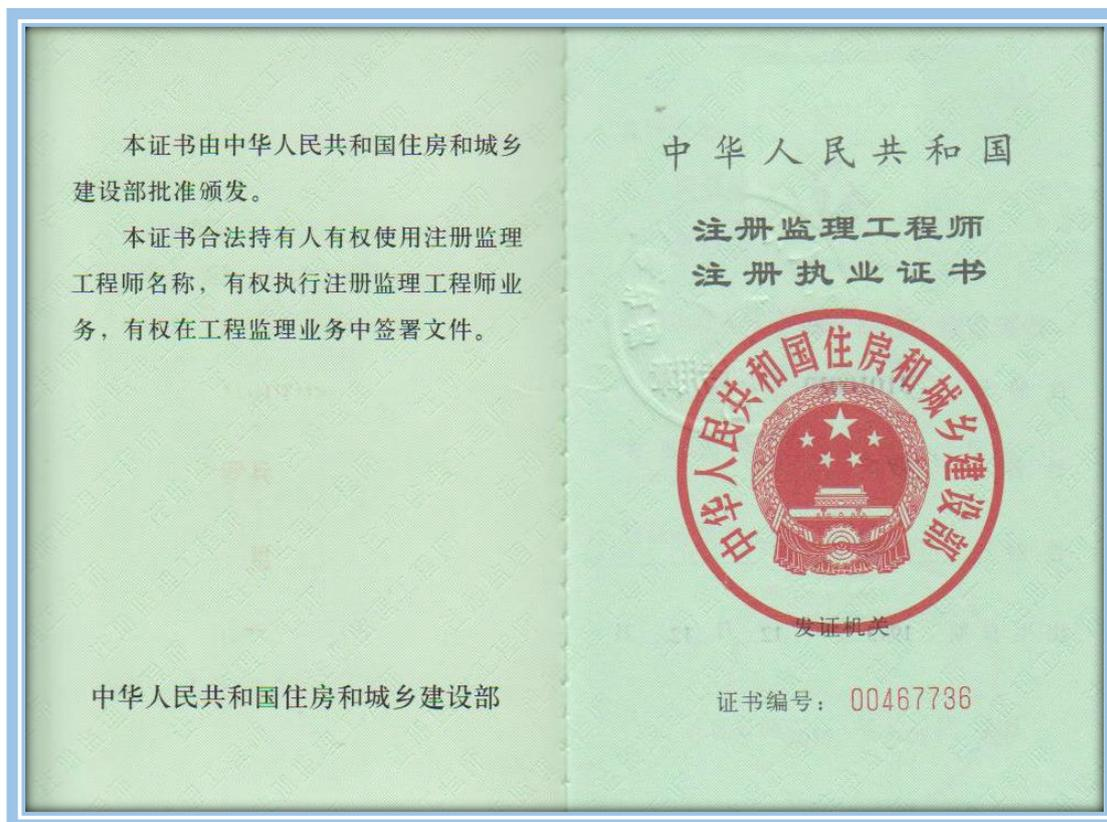 本证书由中华人民共和国住房和城乡
建设部批准颁发。
本证书合法持有人有权使用注册监理
工程师名称，有权执行注册监理工程师业
务，有权在工程监理业务中签署文件。
中华人民共和国住房和城乡建设部
中华人民共和国
注册监理工程师
注册执业证书
中华人民共和国住房和城乡建设部
发证机关
证书编号： 00467736